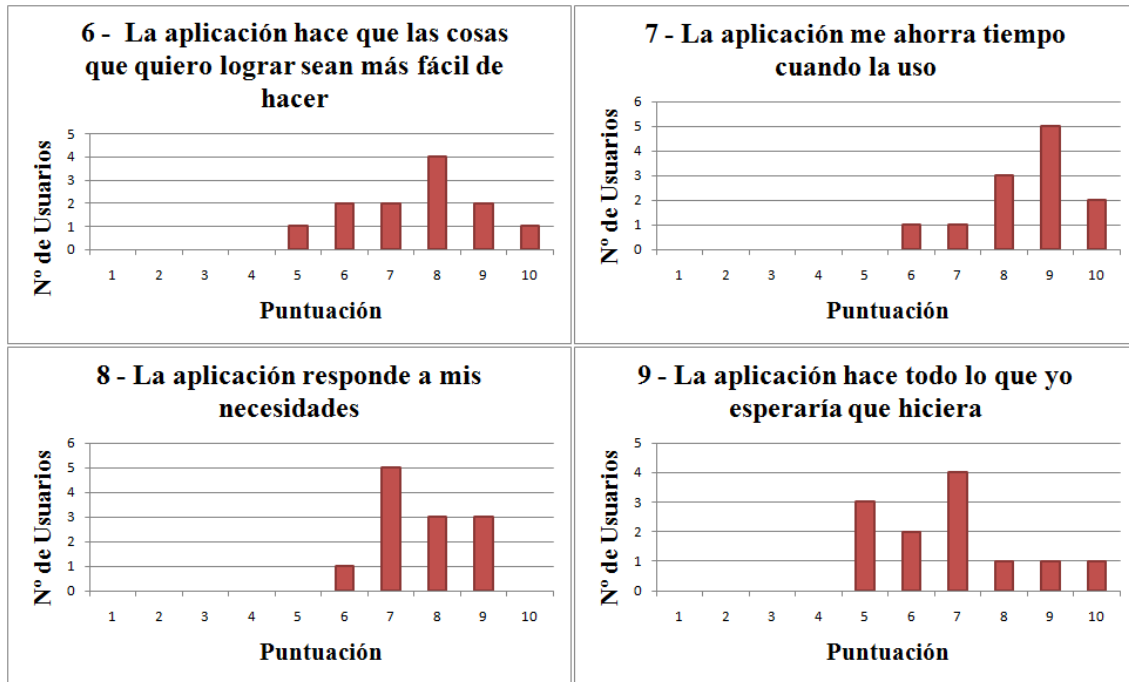 6 - La aplicación hace que las cosas
que quiero lograr sean más fácil de
hacer
5
4
3
2
1
0
Nº de Usuarios
1 2 3 4 5 6 7 8 9 10
Puntuación
7 - La aplicación me ahorra tiempo
cuando la uso
6
5
4
3
2
1
0
Nº de Usuarios
1 2 3 4 5 6 7 8 9 10
Puntuación
8 - La aplicación responde a mis
necesidades
6
5
4
3
2
1
0
Nº de Usuarios
1 2 3 4 5 6 7 8 9 10
Puntuación
9 - La aplicación hace todo lo que yo
esperaría que hiciera
5
4
3
2
1
0
Nº de Usuarios
1 2 3 4 5 6 7 8 9 10
Puntuación